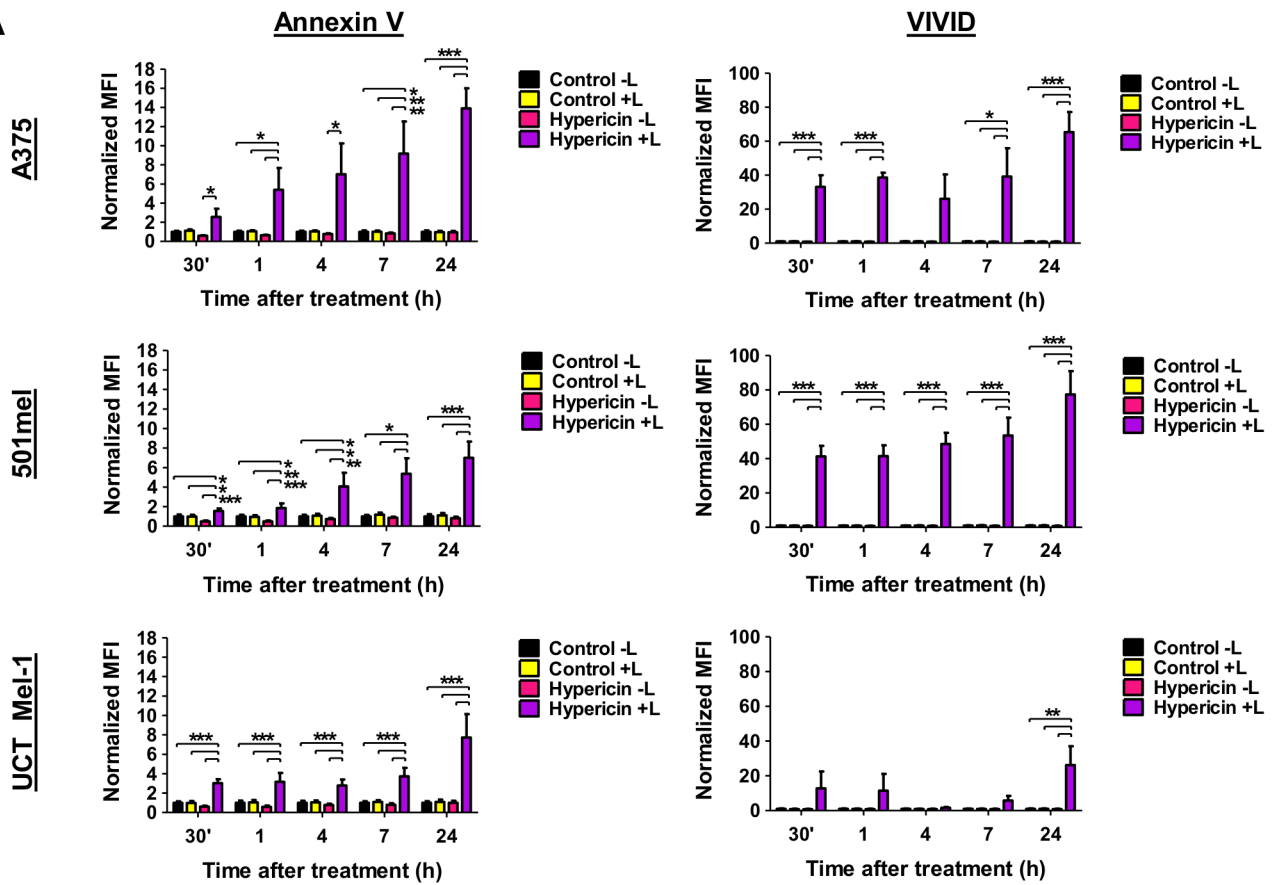 A
Annexin V
VIVID
A375
Normalized MFI
18
16
14
12
10
8
6
4
2
0
*
*
*
*
**
**
***
30' 1 4 7 24
Time after treatment (h)
Control -L
Control +L
Hypericin -L
Hypericin +L
Normalized MFI
100
80
60
40
20
0
***
***
*
***
30' 1 4 7 24
Time after treatment (h)
Control -L
Control +L
Hypericin -L
Hypericin +L
501mel
Normalized MFI
18
16
14
12
10
8
6
4
2
0
*
*
***
*
**
***
*
*
**
*
***
30' 1 4 7 24
Time after treatment (h)
Control -L
Control +L
Hypericin -L
Hypericin +L
Normalized MFI
100
80
60
40
20
0
***
***
***
***
***
30' 1 4 7 24
Time after treatment (h)
Control -L
Control +L
Hypericin -L
Hypericin +L
UCT Mel-1
Normalized MFI
18
16
14
12
10
8
6
4
2
0
***
***
***
***
***
30' 1 4 7 24
Time after treatment (h)
Control -L
Control +L
Hypericin -L
Hypericin +L
Normalized MFI
100
80
60
40
20
0
**
30' 1 4 7 24
Time after treatment (h)
Control -L
Control +L
Hypericin -L
Hypericin +L